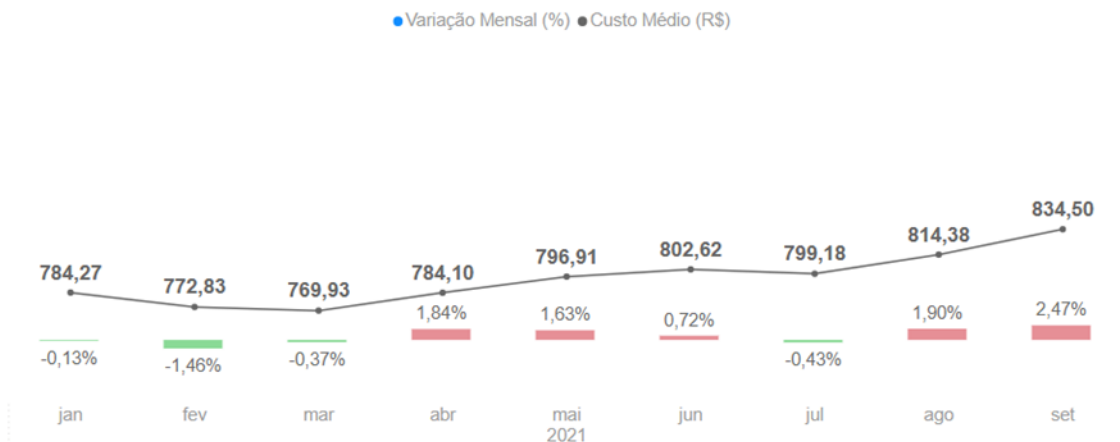 Variação Mensal (%) Custo Médio (R$)
784,27 772,83 769,93 784,10 796,91 802,62 799,18 814,38 834,50
-0,13% -1,46% -0,37% 1,84% 1,63% 0,72% -0,43% 1,90% 2,47%
jan fev mar abr mai jun jul ago set
2021